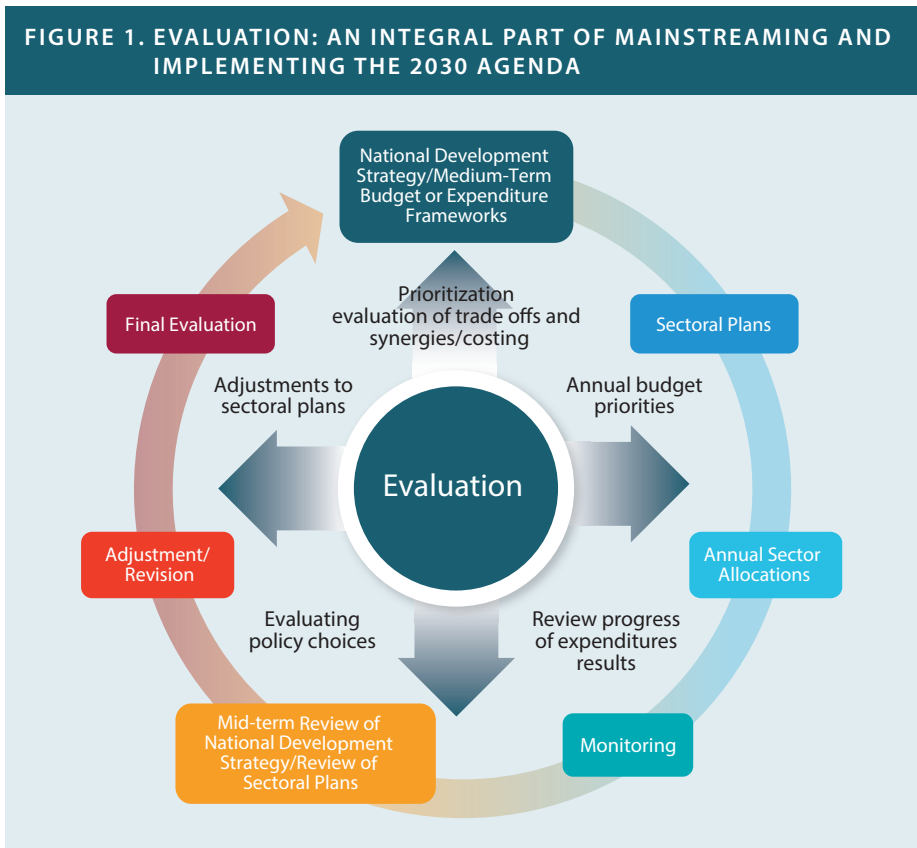 FIGURE 1. EVALUATION: AN INTEGRAL PART OF MAINSTREAMING AND
IMPLEMENTING THE 2030 AGENDA
National Development
Strategy/Medium-Term
Budget or Expenditure
Frameworks
Prioritization
evaluation of trade offs and
synergies/costing
Final Evaluation
Sectoral Plans
Adjustments to
sectoral plans
Annual budget
priorities
Evaluation
Adjustment/
Revision
Annual Sector
Allocations
Evaluating
policy choices
Review progress
of expenditures
results
Mid-term Review of
National Development
Strategy/Review of
Sectoral Plans
Monitoring